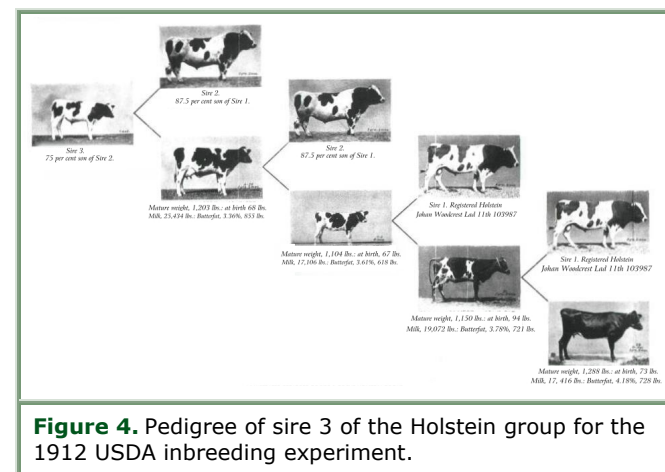 Sire 2.
87.5 per cent son of Sire 1.
Sire 3.
75 per cent son of Sire 2.
Sire 2.
87.5 per cent son of Sire 1.
Mature weight, 1,203 lbs.: at birth 68 lbs.
Milk, 25,434 lbs.: Butterfat, 3.36%, 855 lbs.
Sire 1. Registered Holstein
Johan Woodcrest Lad 11th 103987
Mature weight, 1,104 lbs.: at birth, 67 lbs.
Milk, 17,106 lbs.: Butterfat, 3.61%, 618 lbs.
Sire 1. Registered Holstein
Johan Woodcrest Lad 11th 103987
Mature weight, 1,150 lbs.: at birth, 94 lbs.
Milk, 19,072 lbs.: Butterfat, 3.78%, 721 lbs.
Mature weight, 1,288 lbs.: at birth, 73 lbs.
Milk, 17, 416 lbs.: Butterfat, 4.18%, 728 lbs.
Figure 4. Pedigree of sire 3 of the Holstein group for the
1912 USDA inbreeding experiment.